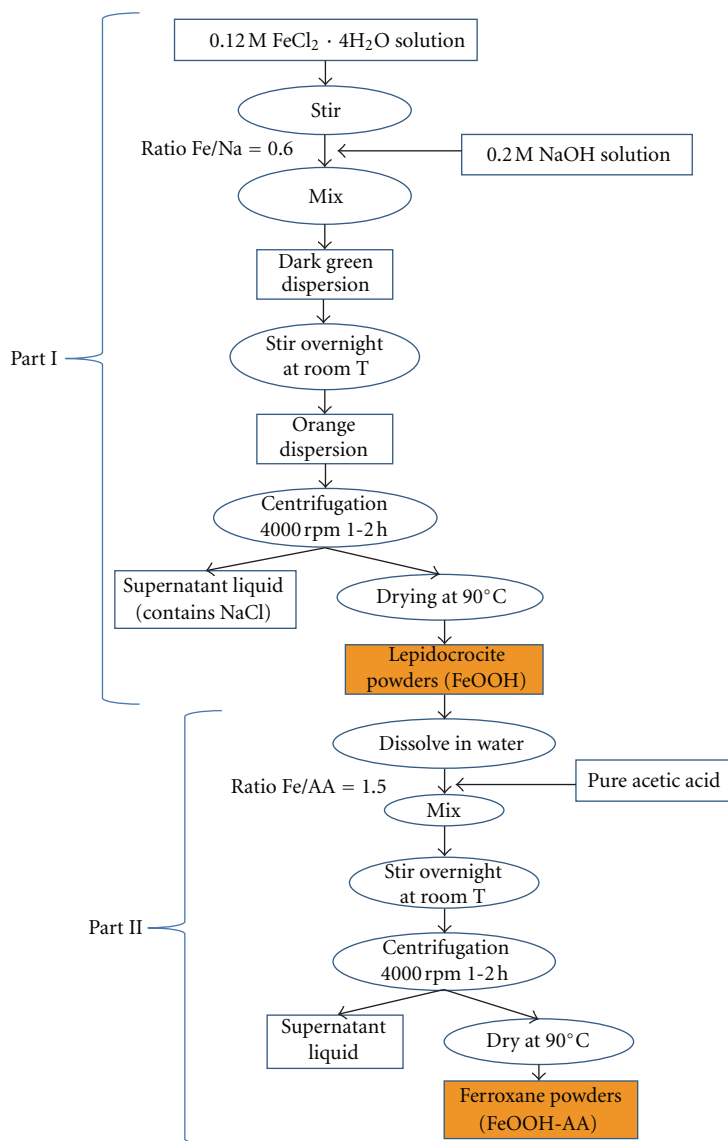 0.12 M FeCl₂ · 4H₂O solution
Stir
Ratio Fe/Na = 0.6
0.2 M NaOH solution
Mix
Dark green
dispersion
Part I
Stir overnight
at room T
Orange
dispersion
Centrifugation
4000 rpm 1-2 h
Supernatant liquid
(contains NaCl)
Drying at 90°C
Lepidocrocite
powders (FeOOH)
Dissolve in water
Ratio Fe/AA = 1.5
Pure acetic acid
Mix
Stir overnight
at room T
Part II
Centrifugation
4000 rpm 1-2 h
Supernatant
liquid
Dry at 90°C
Ferroxane powders
(FeOOH-AA)